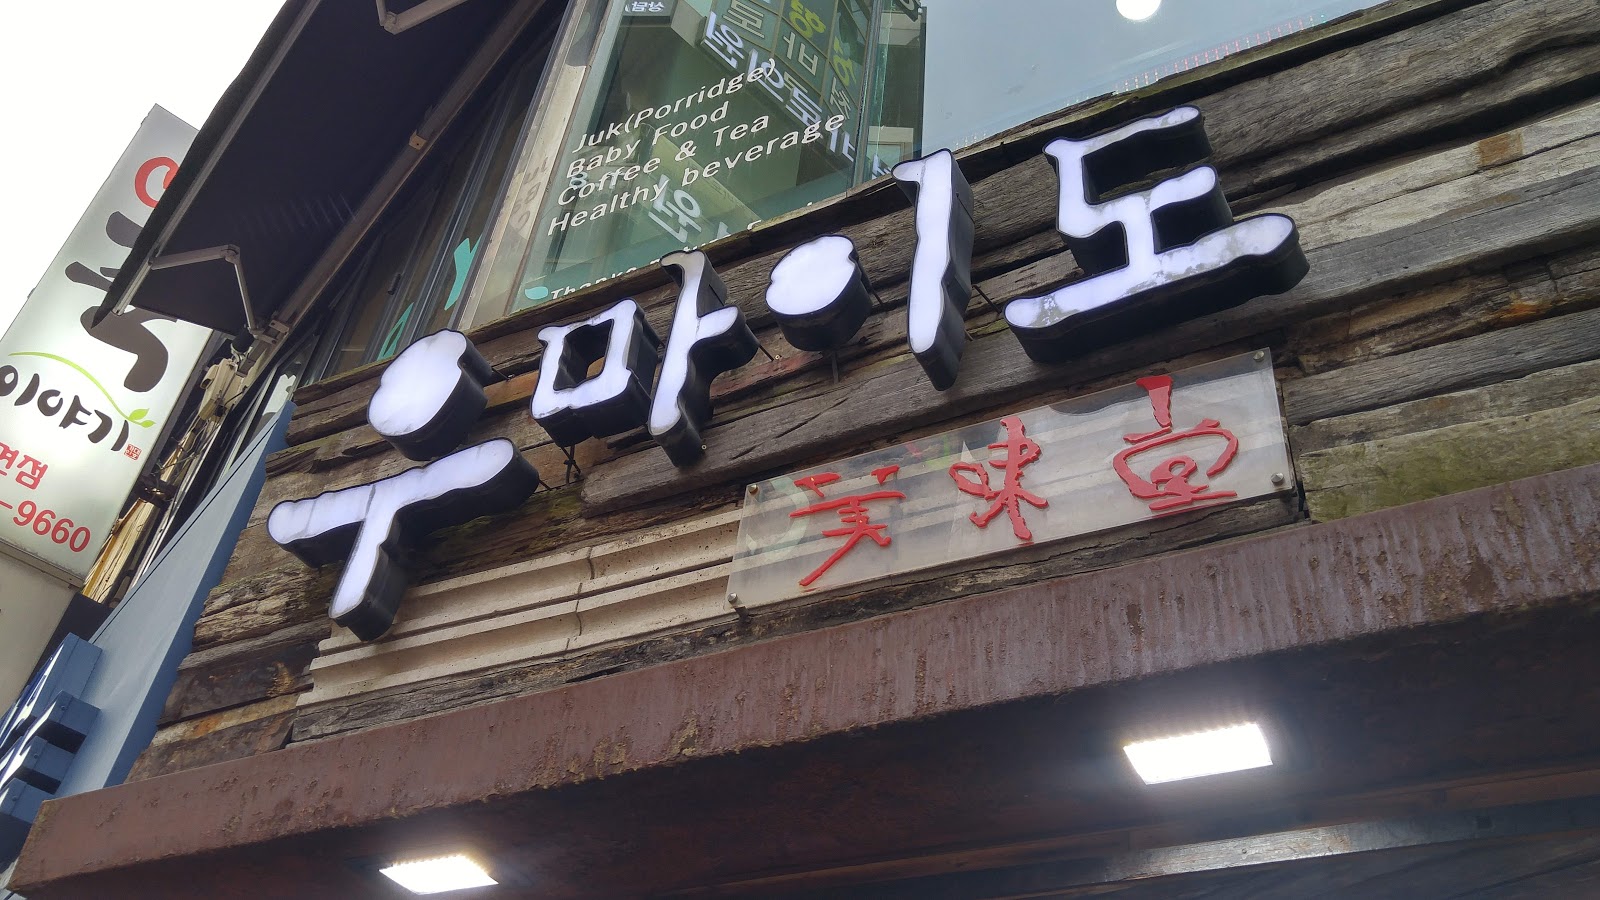 Juk(Porridge)
Baby Food
Coffee & Tea
Healthy beverage
우마이도
美味堂
죽
이야기
-9660